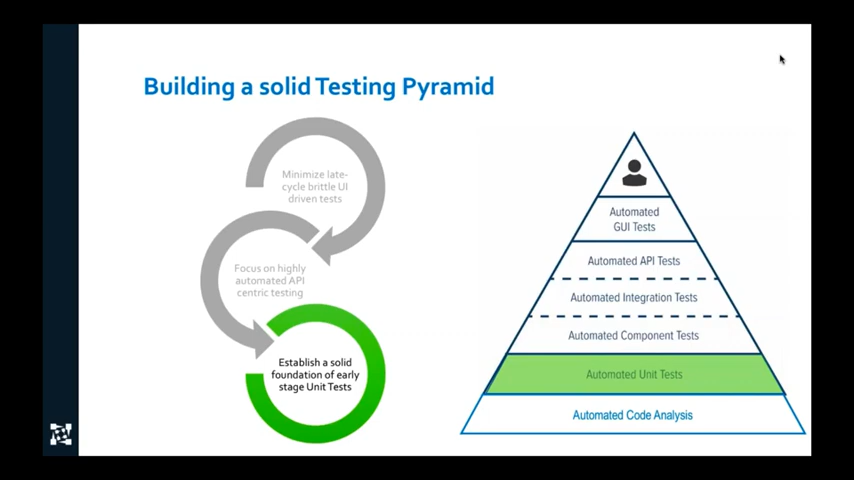 Building a solid Testing Pyramid
Minimize late-
cycle brittle UI
driven tests
Focus on highly
automated API
centric testing
Establish a solid
foundation of early
stage Unit Tests
Automated
GUI Tests
Automated API Tests
Automated Integration Tests
Automated Component Tests
Automated Unit Tests
Automated Code Analysis